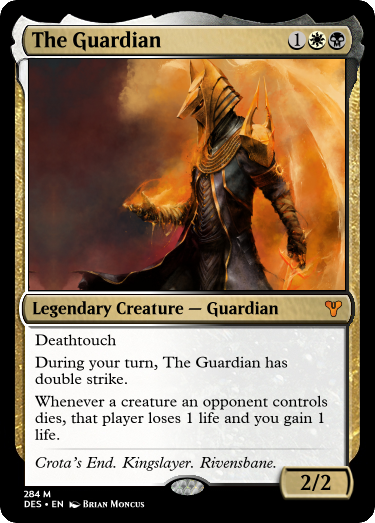 The Guardian 1
Legendary Creature — Guardian
Deathtouch
During your turn, The Guardian has
double strike.
Whenever a creature an opponent controls
dies, that player loses 1 life and you gain 1
life.
Crota's End. Kingslayer. Rivensbane.
2/2
284 M
DES • EN Brian Moncus